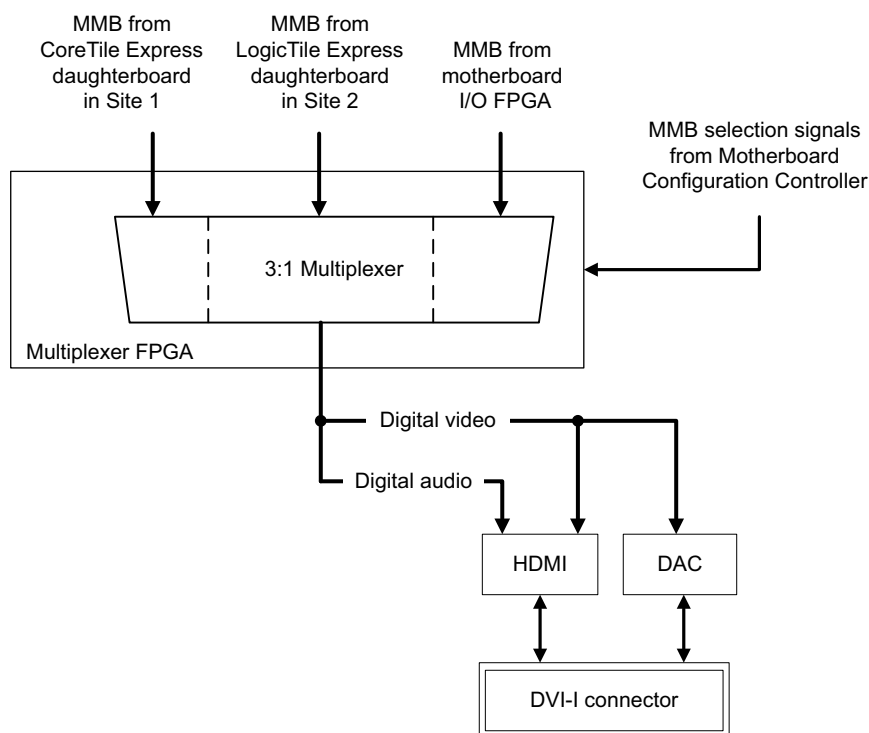 MMB from
CoreTile Express
daughterboard
in Site 1
MMB from
LogicTile Express
daughterboard
in Site 2
MMB from
motherboard
I/O FPGA
MMB selection signals
from Motherboard
Configuration Controller
3:1 Multiplexer
Multiplexer FPGA
Digital video
Digital audio
HDMI
DAC
DVI-I connector